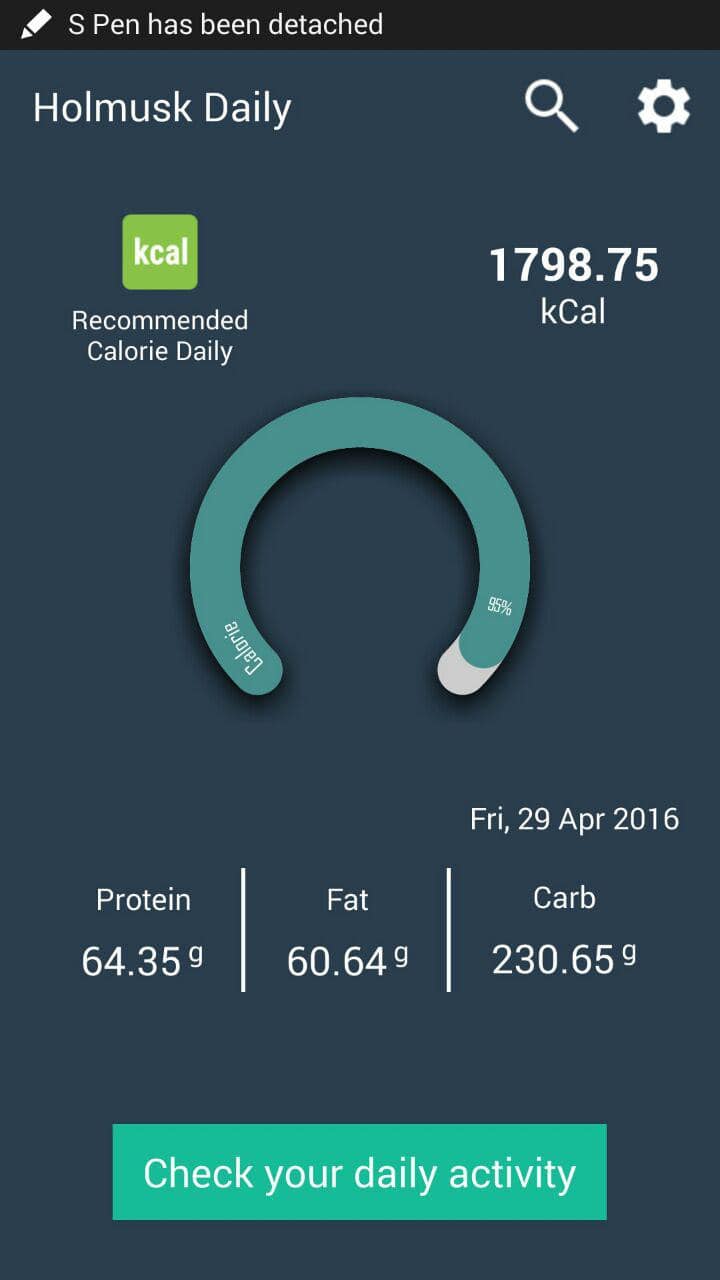 S Pen has been detached
Holmusk Daily
kcal
1798.75
kCal
Recommended
Calorie Daily
95%
Calorie
Fri, 29 Apr 2016
Protein
Fat
Carb
64.35 g
60.64 g
230.65 g
Check your daily activity